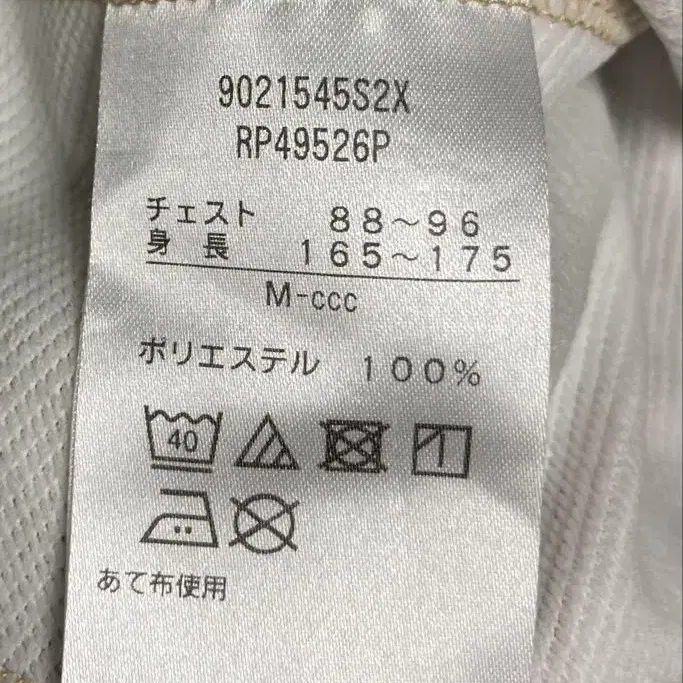 9021545S2X
RP49526P
チェスト 88～96
身長 165～175
M-ccc
ポリエステル 100%
40
あて布使用